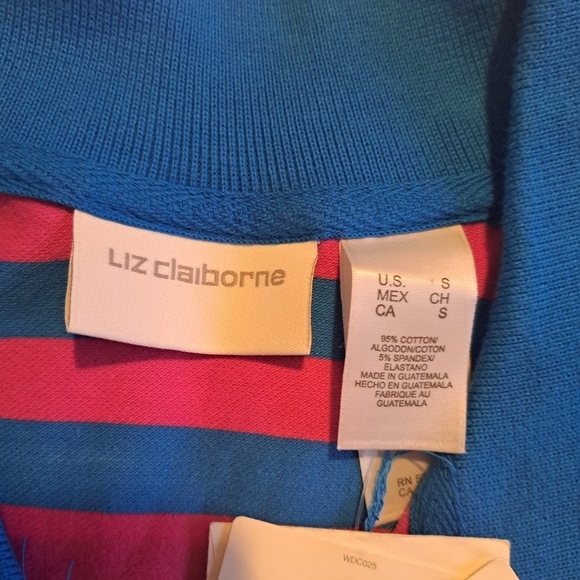 LIZ claiborne
U.S. S
MEX CH
CA S
95% COTTON/
ALGODON/COTON
5% SPANDEX/
ELASTANO
MADE IN GUATEMALA
HECHO EN GUATEMALA
FABRIQUE AU
GUATEMALA
RN
CA
WDC025